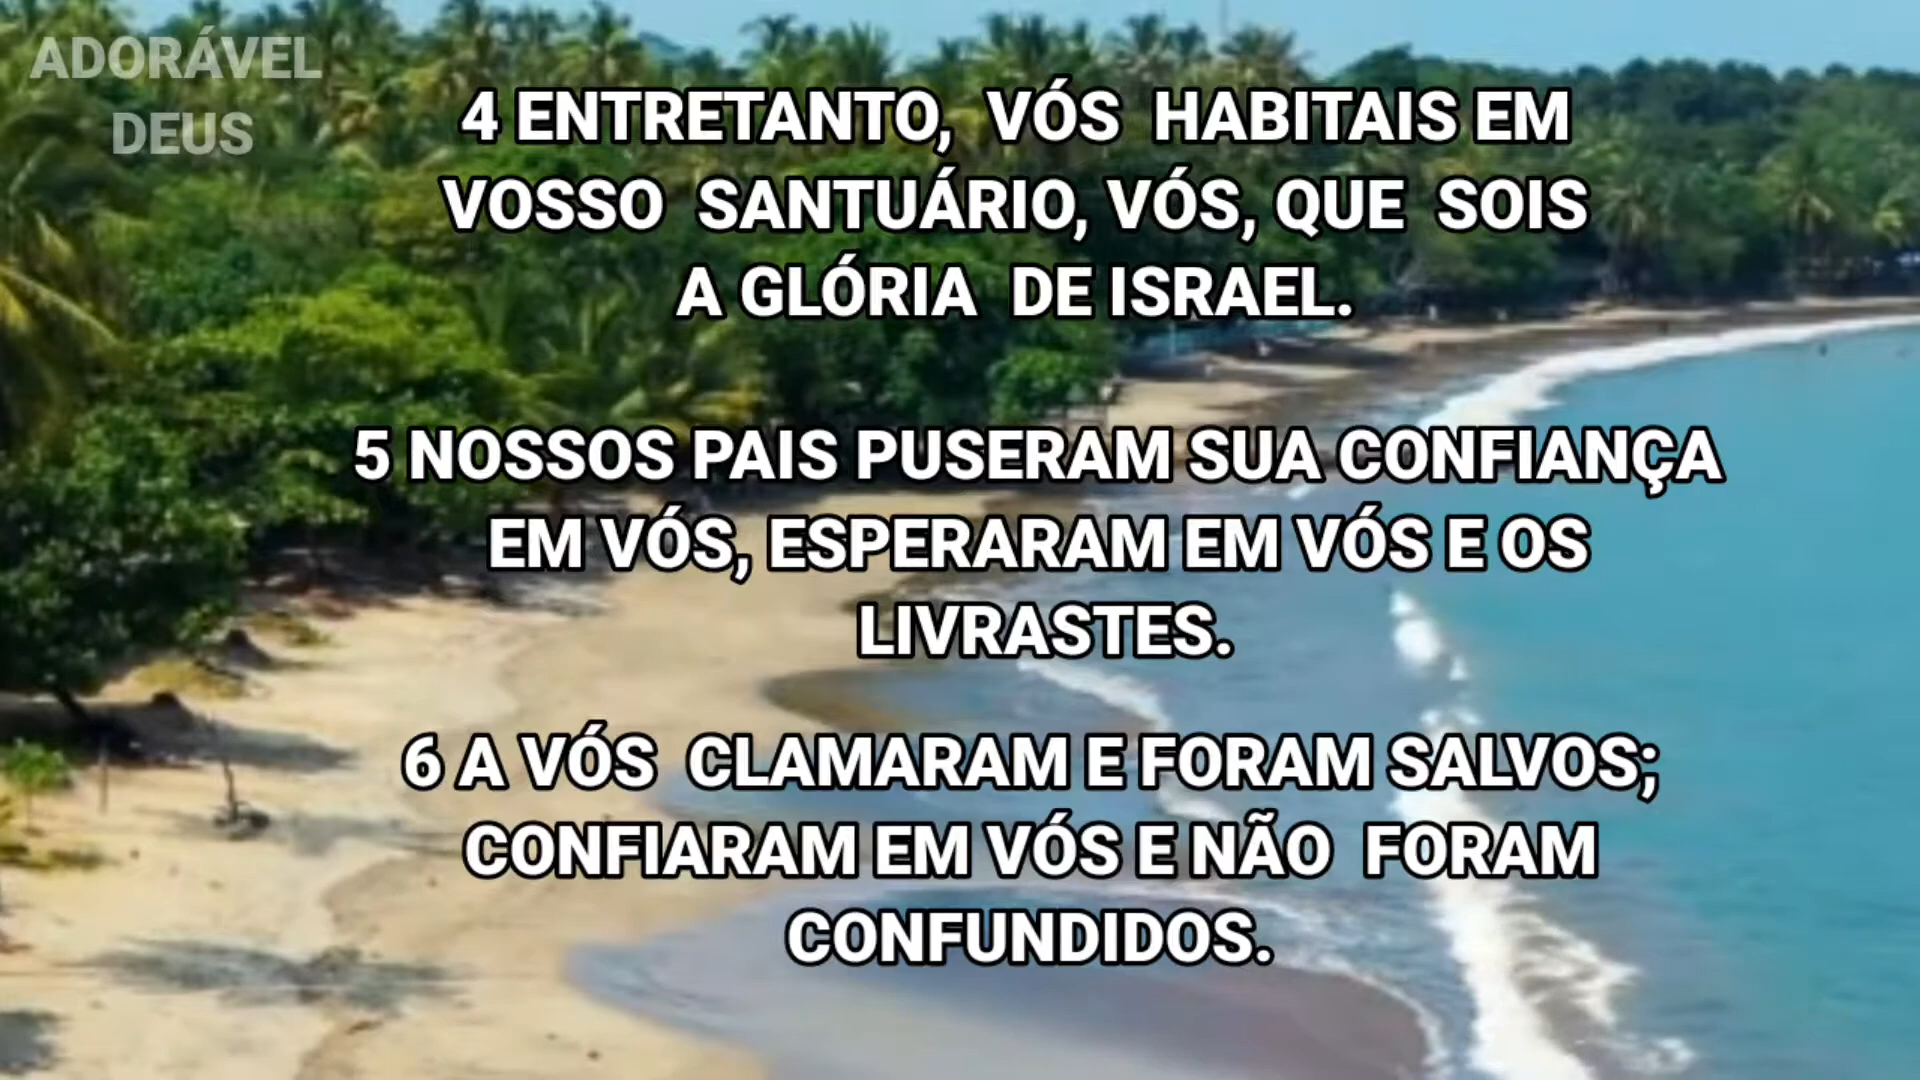 ADORÁVEL
DEUS
4 ENTRETANTO, VÓS HABITAIS EM
VOSSO SANTUÁRIO, VÓS, QUE SOIS
A GLÓRIA DE ISRAEL.
5 NOSSOS PAIS PUSERAM SUA CONFIANÇA
EM VÓS, ESPERARAM EM VÓS E OS
LIVRASTES.
6 A VÓS CLAMARAM E FORAM SALVOS;
CONFIARAM EM VÓS E NÃO FORAM
CONFUNDIDOS.